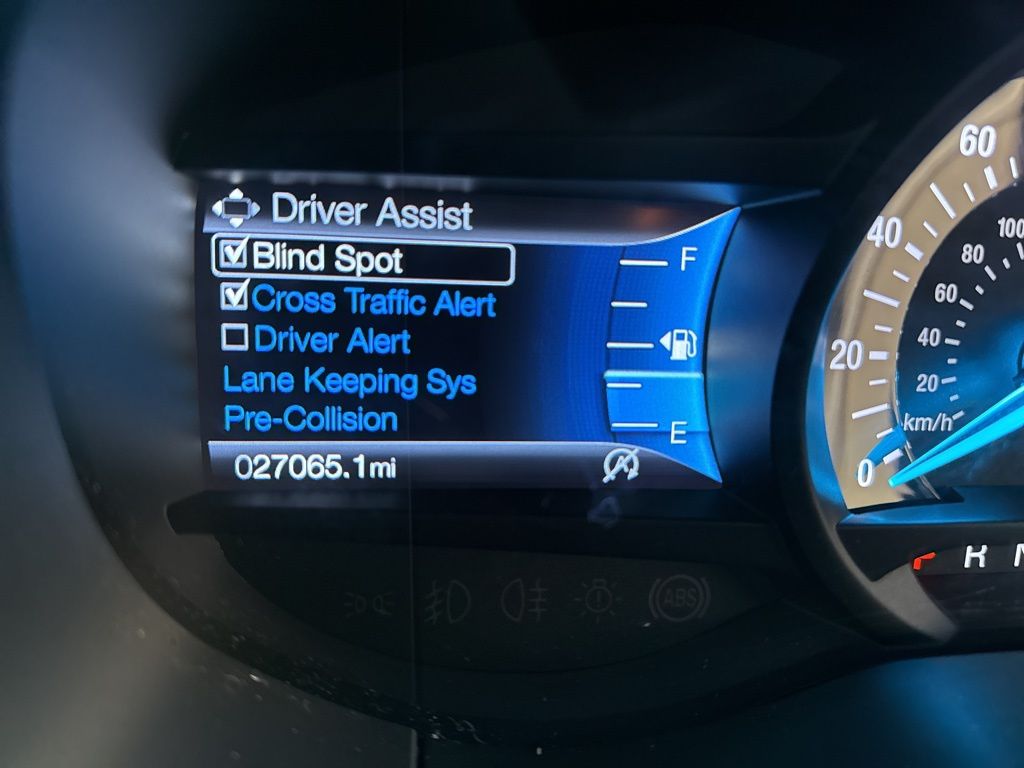 Driver Assist
Blind Spot
Cross Traffic Alert
Driver Alert
Lane Keeping Sys
Pre-Collision
027065.1mi
F
E
60
40
20
0
100
80
60
40
20
km/h
R
ABS